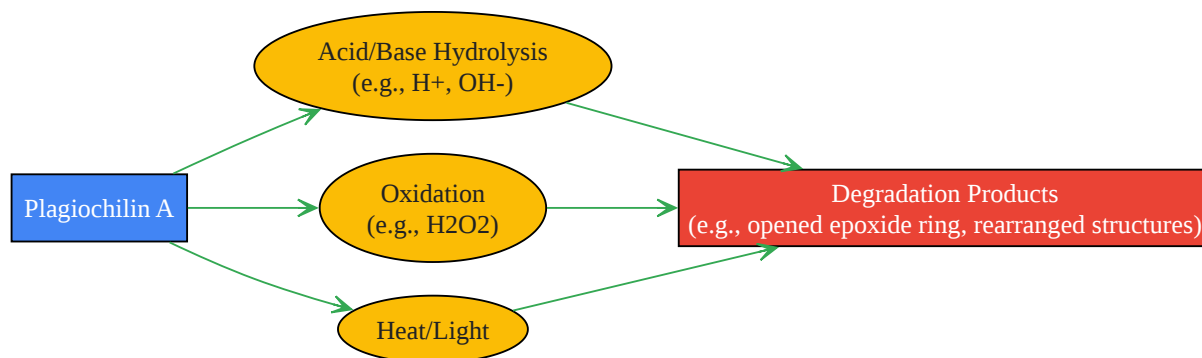 Plagiochilin A
Acid/Base Hydrolysis
(e.g., H+, OH-)
Oxidation
(e.g., H2O2)
Heat/Light
Degradation Products
(e.g., opened epoxide ring, rearranged structures)